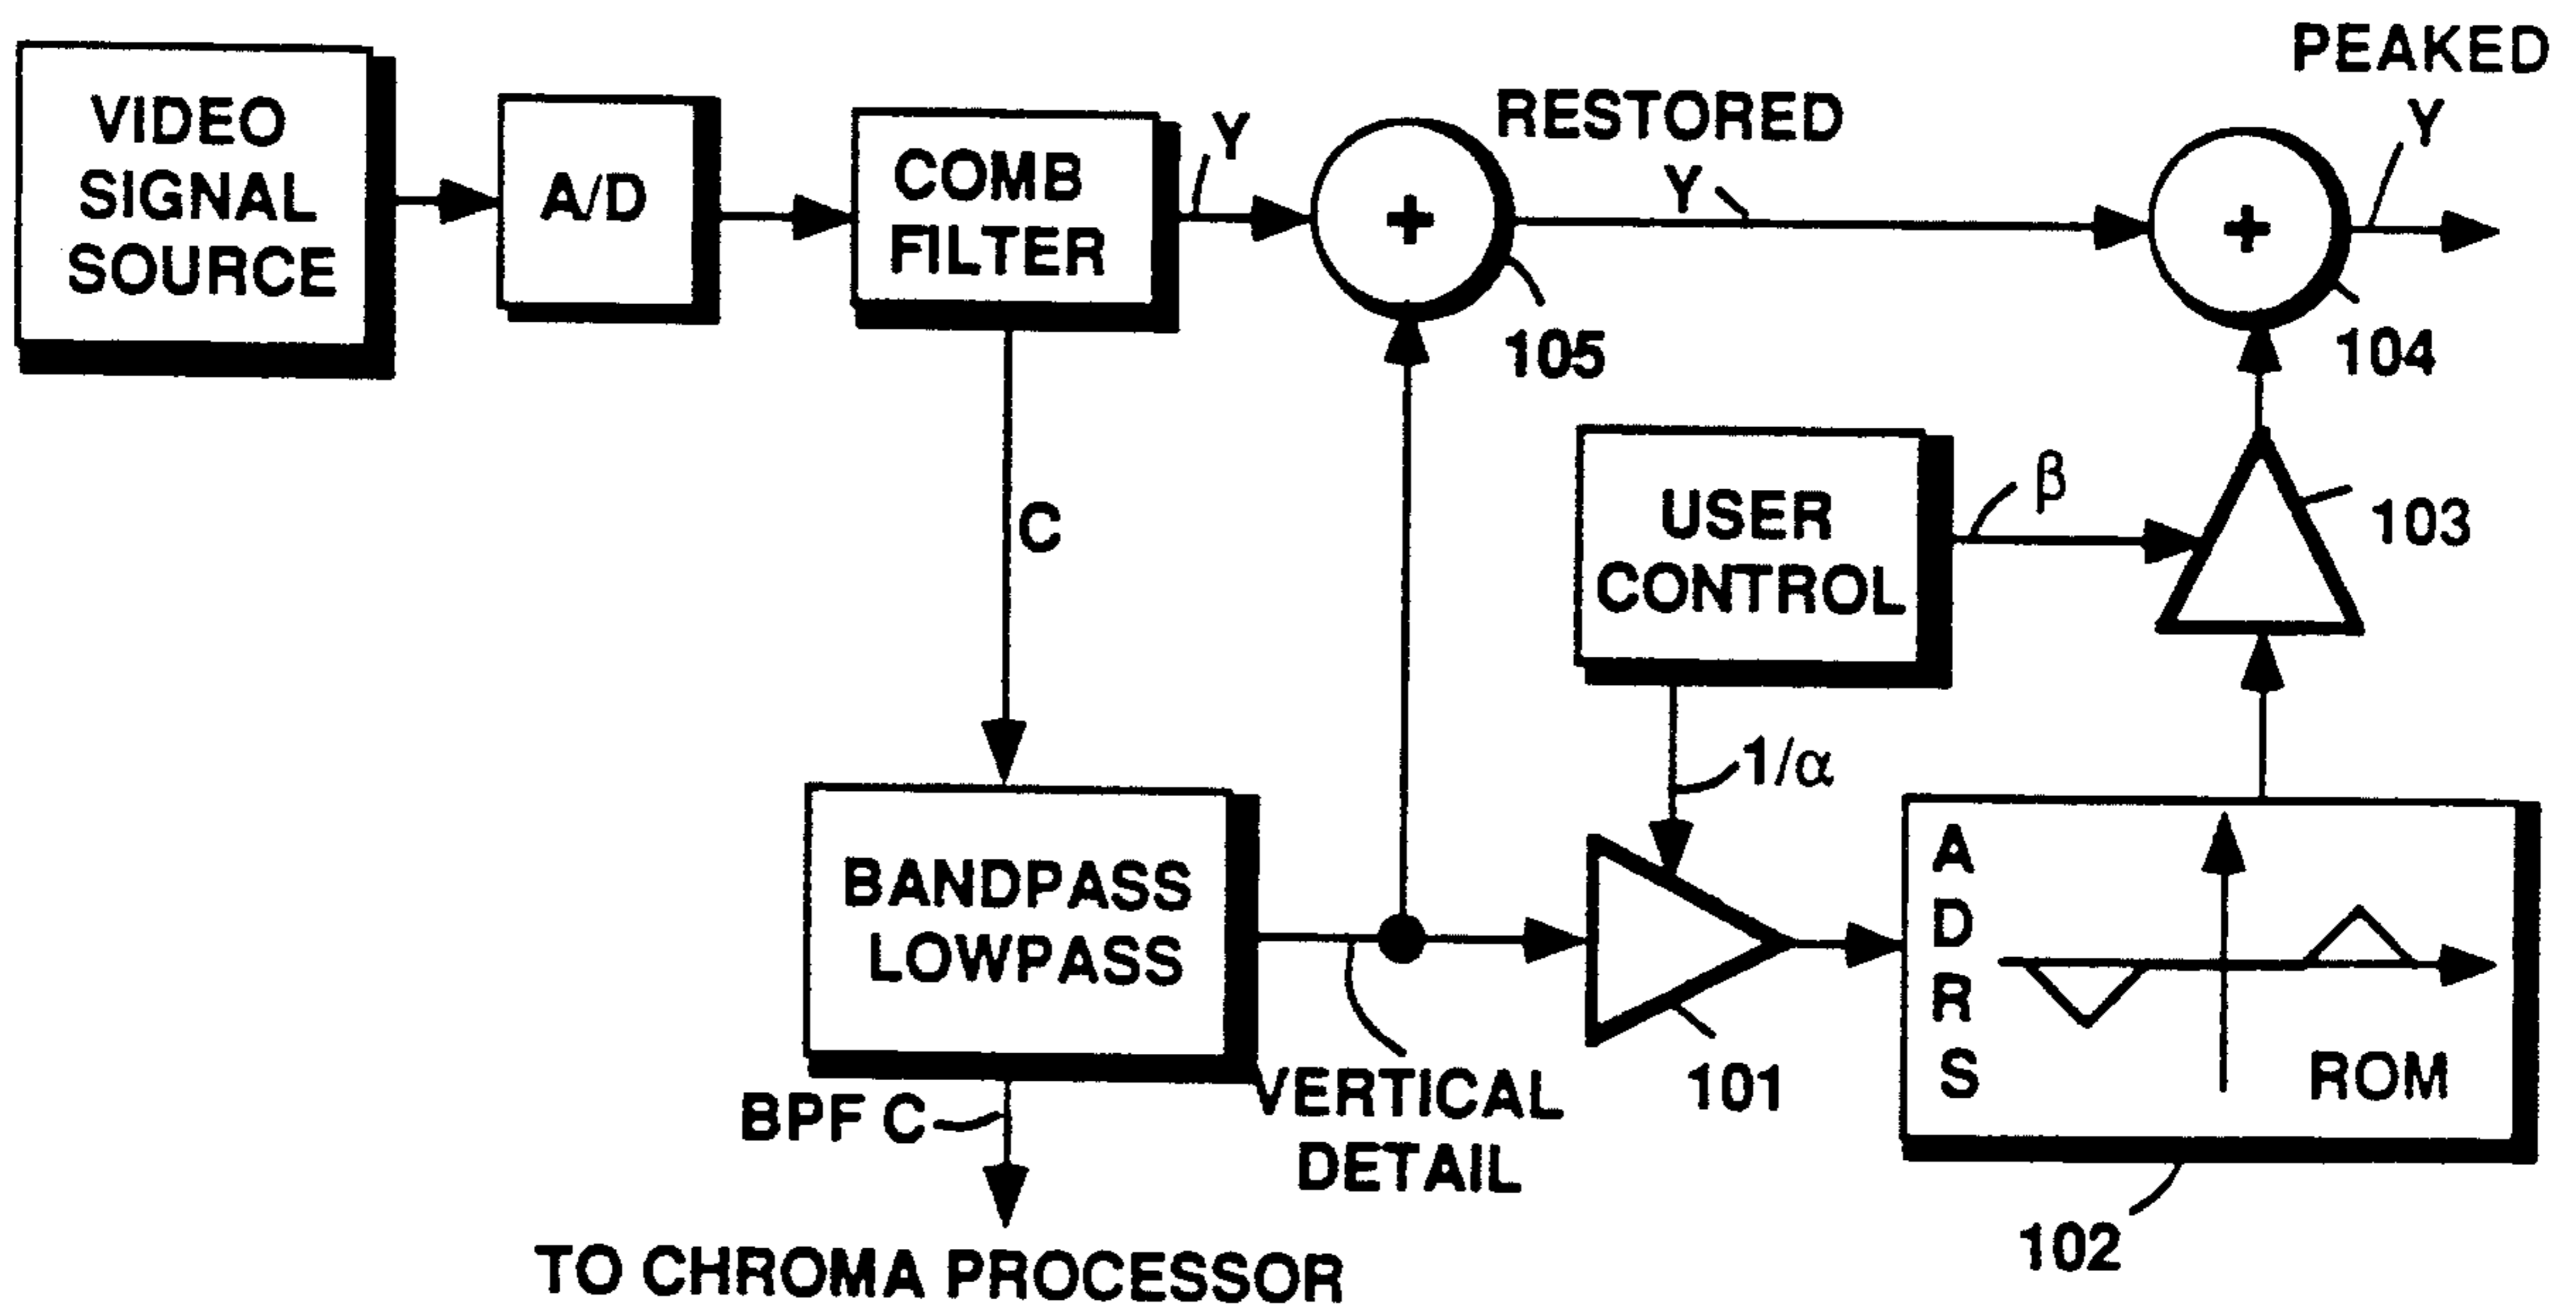 VIDEO
SIGNAL
SOURCE
A/D
COMB
FILTER
Y
+
105
RESTORED
Y
+
104
PEAKED
Y
C
USER
CONTROL
β
103
1/α
BANDPASS
LOWPASS
BPF C
TO CHROMA PROCESSOR
VERTICAL
DETAIL
101
A
D
R
S
ROM
102